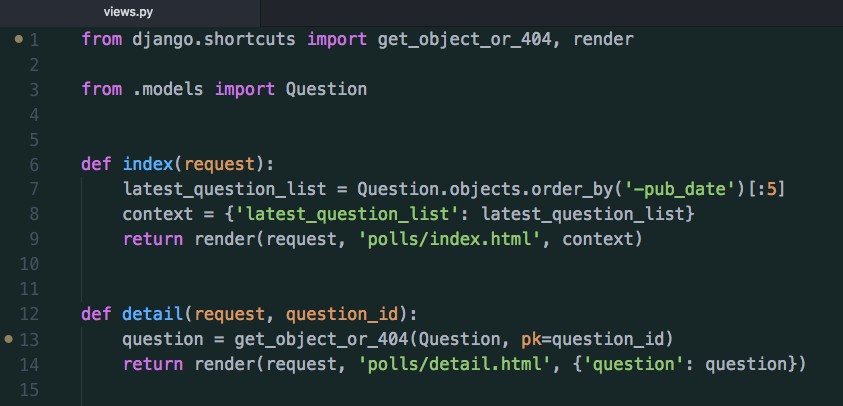 views.py
1 from django.shortcuts import get_object_or_404, render
2
3 from .models import Question
4
5
6 def index(request):
7     latest_question_list = Question.objects.order_by('-pub_date')[:5]
8     context = {'latest_question_list': latest_question_list}
9     return render(request, 'polls/index.html', context)
10
11
12 def detail(request, question_id):
13     question = get_object_or_404(Question, pk=question_id)
14     return render(request, 'polls/detail.html', {'question': question})
15